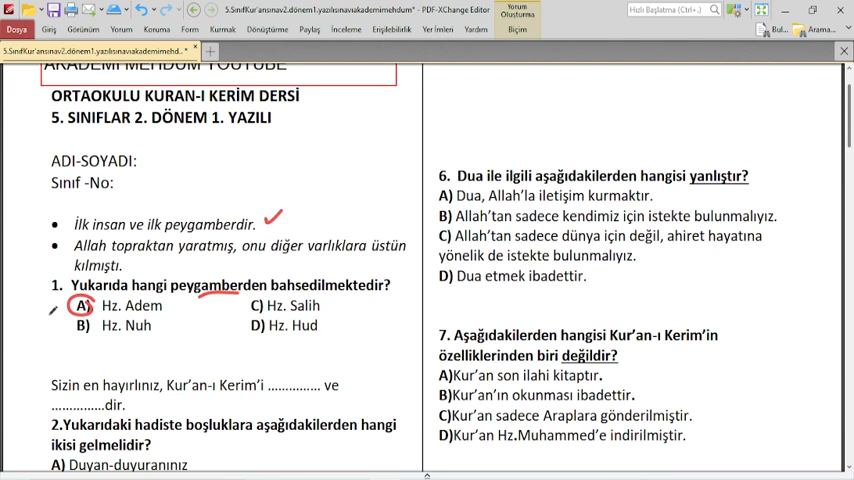 5.SınıfKur'ansınav2.dönem1.yazılısınavıakademimehdum* - PDF-XChange Editor
Yorum Oluşturma
Hızlı Başlatma (Ctrl+.)
Dosya Giriş Görünüm Yorum Koruma Form Kurmak Dönüştür Düzenlemek Paylaş İnceleme Erişilebilirlik Yer İmleri Yardım Biçim
Bul... Arama...
5.SınıfKur'ansınav2.dönem1.yazılısınavıakademimehd.. *
AKADEMİ MEHDUM YOUTUBE
ORTAOKULU KURAN-I KERİM DERSİ
5. SINIFLAR 2. DÖNEM 1. YAZILI
ADI-SOYADI:
Sınıf -No:
• İlk insan ve ilk peygamberdir.
• Allah topraktan yaratmış, onu diğer varlıklara üstün
kılmıştı.
1. Yukarıda hangi peygamberden bahsedilmektedir?
A) Hz. Adem C) Hz. Salih
B) Hz. Nuh D) Hz. Hud
Sizin en hayırlınız, Kur'an-ı Kerim'i ………….. ve
……………dir.
2.Yukarıdaki hadiste boşluklara aşağıdakilerden hangi
ikisi gelmelidir?
A) Duyan-duyuranınız
6. Dua ile ilgili aşağıdakilerden hangisi yanlıştır?
A) Dua, Allah'la iletişim kurmaktır.
B) Allah'tan sadece kendimiz için istekte bulunmalıyız.
C) Allah'tan sadece dünya için değil, ahiret hayatına
yönelik de istekte bulunmalıyız.
D) Dua etmek ibadettir.
7. Aşağıdakilerden hangisi Kur'an-ı Kerim'in
özelliklerinden biri değildir?
A)Kur'an son ilahi kitaptır.
B)Kur'an'ın okunması ibadettir.
C)Kur'an sadece Araplara gönderilmiştir.
D)Kur'an Hz.Muhammed'e indirilmiştir.